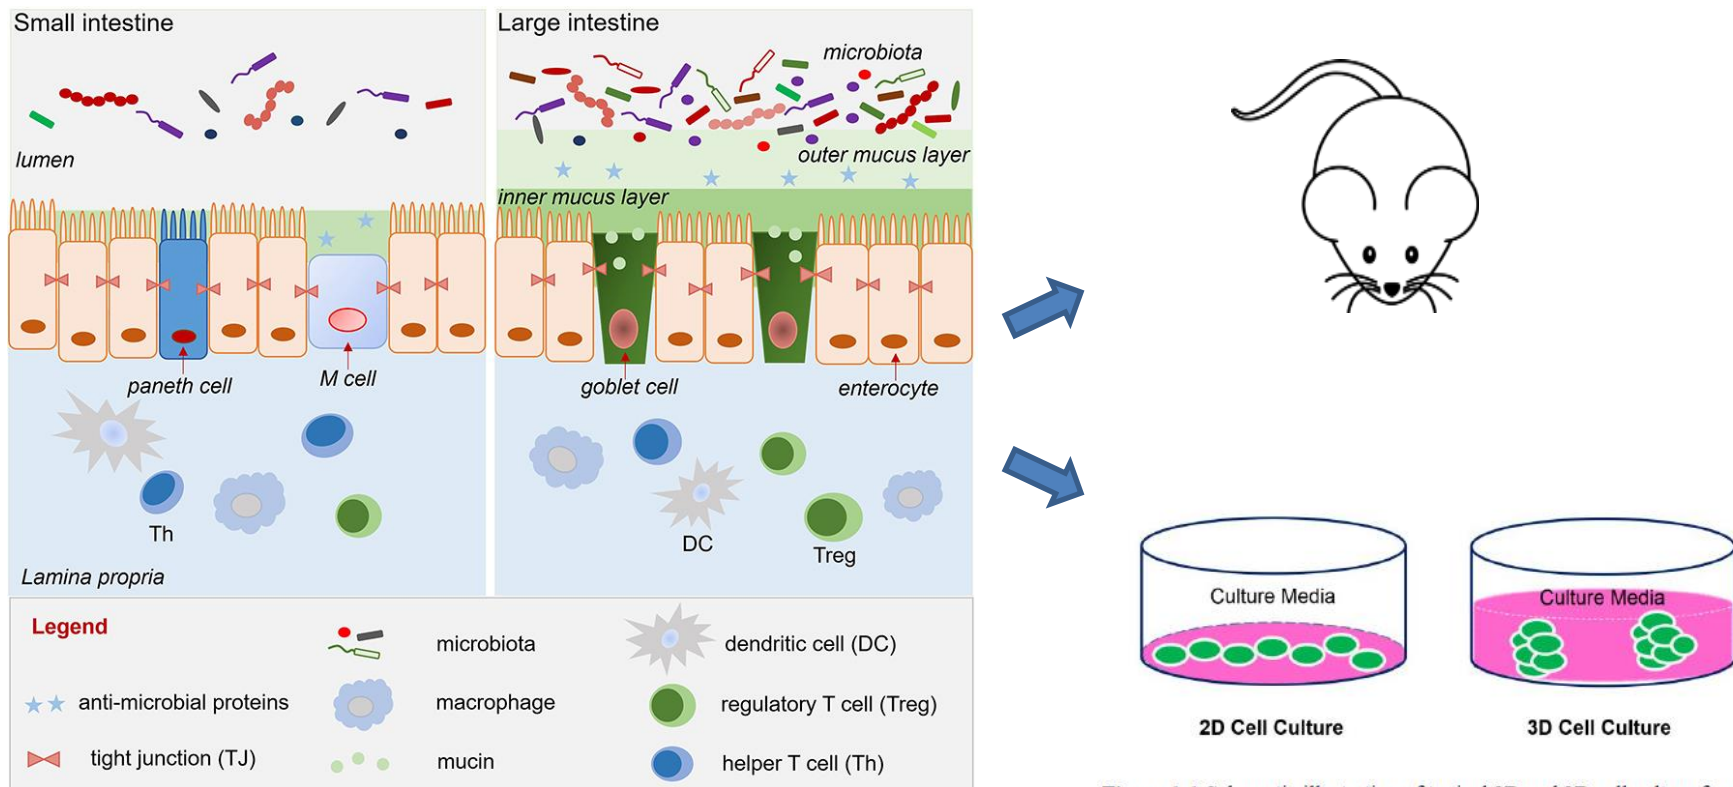 Small intestine
lumen
paneth cell
M cell
Th
Lamina propria
Large intestine
microbiota
outer mucus layer
inner mucus layer
goblet cell
enterocyte
DC
Treg
Legend
microbiota
dendritic cell (DC)
anti-microbial proteins
macrophage
regulatory T cell (Treg)
tight junction (TJ)
mucin
helper T cell (Th)
Culture Media
2D Cell Culture
Culture Media
3D Cell Culture